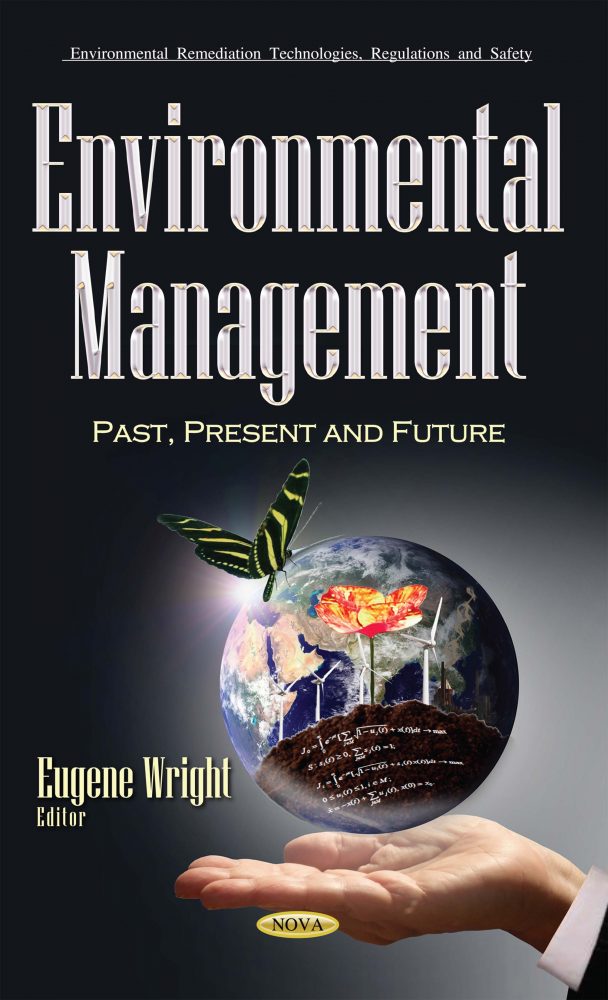 Environmental Remediation Technologies, Regulations and Safety
Environmental
Management
PAST, PRESENT AND FUTURE
Eugene Wright
Editor
NOVA